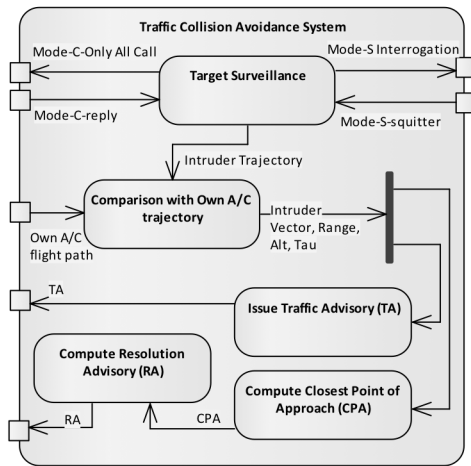 Traffic Collision Avoidance System
Mode-C-Only All Call
Mode-S Interrogation
Target Surveillance
Mode-C-reply
Mode-S-squitter
Intruder Trajectory
Comparison with Own A/C
trajectory
Intruder
Vector, Range,
Alt, Tau
Own A/C
flight path
TA
Issue Traffic Advisory (TA)
Compute Resolution
Advisory (RA)
Compute Closest Point of
Approach (CPA)
RA
CPA